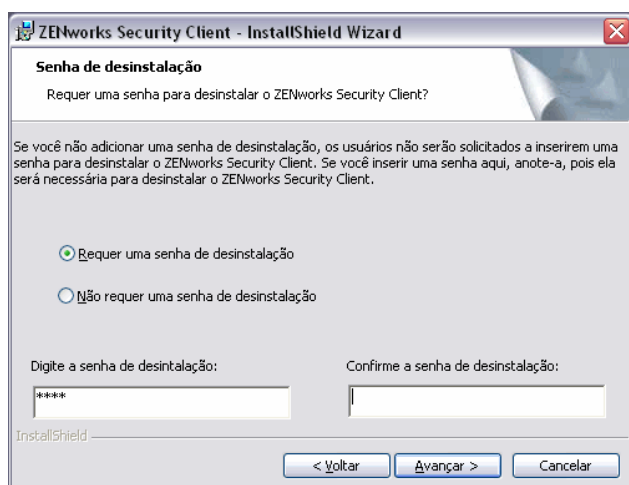 ZENworks Security Client - InstallShield Wizard
Senha de desinstalação
Requer uma senha para desinstalar o ZENworks Security Client?
Se você não adicionar uma senha de desinstalação, os usuários não serão solicitados a inserirem uma
senha para desinstalar o ZENworks Security Client. Se você inserir uma senha aqui, anote-a, pois ela
será necessária para desinstalar o ZENworks Security Client.
Requer uma senha de desinstalação
Não requer uma senha de desinstalação
Digite a senha de desintalação:
Confirme a senha de desinstalação:
****
InstallShield
< Voltar
Avançar >
Cancelar